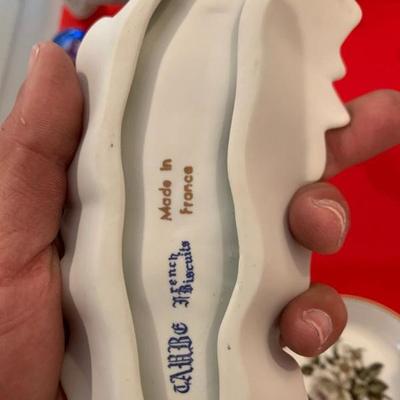 French
Biscuits
Made in
France